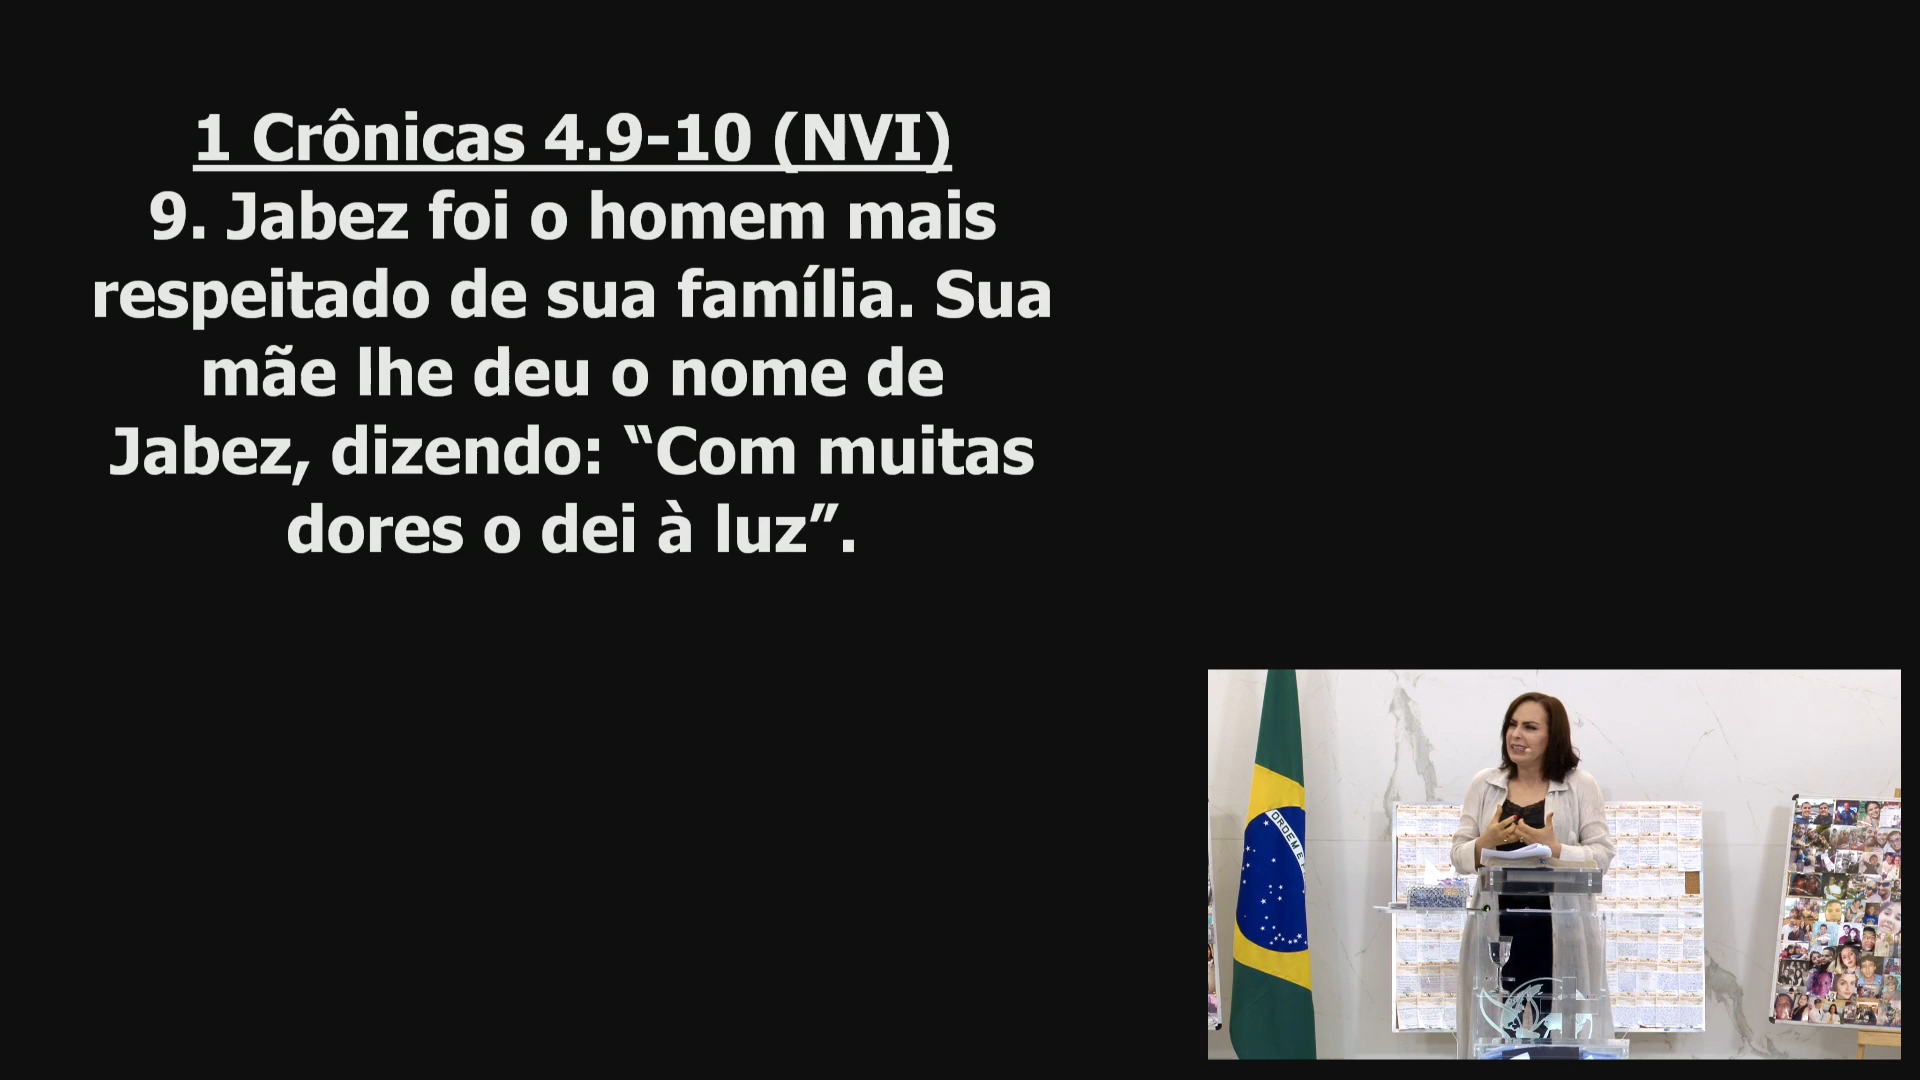 1 Crônicas 4.9-10 (NVI)
9. Jabez foi o homem mais
respeitado de sua família. Sua
mãe lhe deu o nome de
Jabez, dizendo: “Com muitas
dores o dei à luz”.
ORDEM E